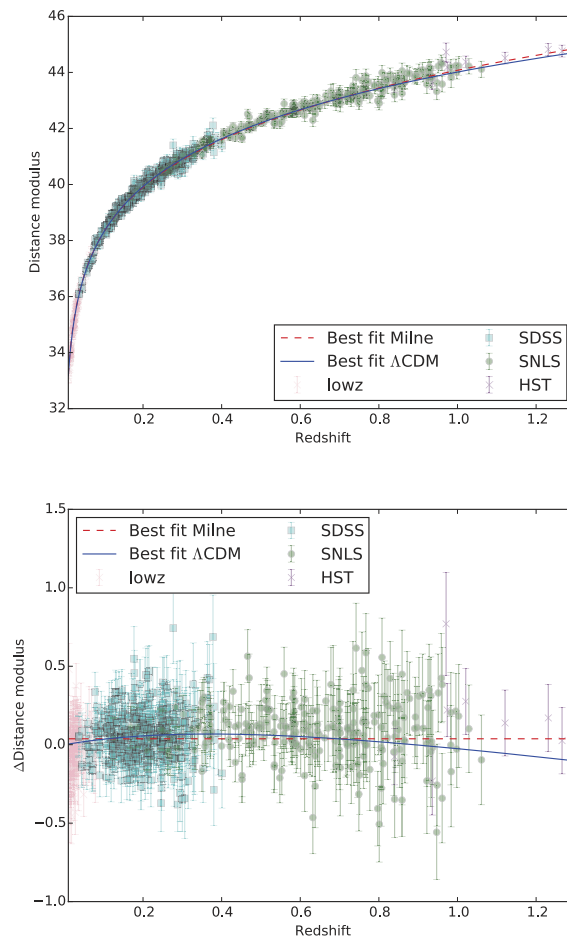 46
44
42
40
38
36
34
32
Distance modulus
Best fit Milne
Best fit ΛCDM
lowz
SDSS
SNLS
HST
0.2 0.4 0.6 0.8 1.0 1.2
Redshift
1.5
1.0
0.5
0.0
−0.5
−1.0
ΔDistance modulus
Best fit Milne
Best fit ΛCDM
lowz
SDSS
SNLS
HST
0.2 0.4 0.6 0.8 1.0 1.2
Redshift